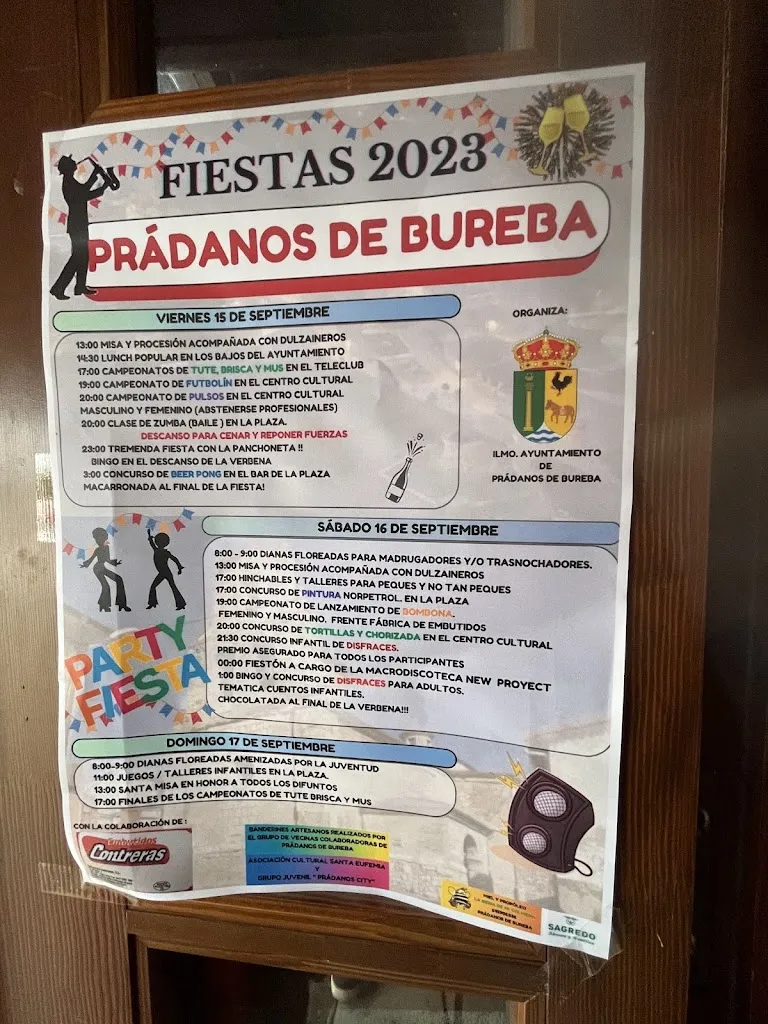 FIESTAS 2023
PRÁDANOS DE BUREBA
VIERNES 15 DE SEPTIEMBRE
13:00 MISA Y PROCESIÓN ACOMPAÑADA CON DULZAINEROS
14:30 LUNCH POPULAR EN LOS BAJOS DEL AYUNTAMIENTO
17:00 CAMPEONATOS DE TUTE, BRISCA Y MUS EN EL TELECLUB
19:00 CAMPEONATO DE FUTBOLÍN EN EL CENTRO CULTURAL
20:00 CAMPEONATO DE PULSOS EN EL CENTRO CULTURAL
MASCULINO Y FEMENINO (ABSTENERSE PROFESIONALES)
20:00 CLASE DE ZUMBA (BAILE ) EN LA PLAZA.
DESCANSO PARA CENAR Y REPONER FUERZAS
23:00 TREMENDA FIESTA CON LA PANCHONETA !!
BINGO EN EL DESCANSO DE LA VERBENA
3:00 CONCURSO DE BEER PONG EN EL BAR DE LA PLAZA
MACARRONADA AL FINAL DE LA FIESTA!
ORGANIZA:
ILMO. AYUNTAMIENTO
DE
PRÁDANOS DE BUREBA
SÁBADO 16 DE SEPTIEMBRE
8:00 - 9:00 DIANAS FLOREADAS PARA MADRUGADORES Y/O TRASNOCHADORES.
13:00 MISA Y PROCESIÓN ACOMPAÑADA CON DULZAINEROS
17:00 HINCHABLES Y TALLERES PARA PEQUES Y NO TAN PEQUES
17:00 CONCURSO DE PINTURA NORPETROL. EN LA PLAZA
19:00 CAMPEONATO DE LANZAMIENTO DE BOMBONA.
FEMENINO Y MASCULINO. FRENTE FÁBRICA DE EMBUTIDOS
20:00 CONCURSO DE TORTILLAS Y CHORIZADA EN EL CENTRO CULTURAL
21:30 CONCURSO INFANTIL DE DISFRACES.
PREMIO ASEGURADO PARA TODOS LOS PARTICIPANTES
00:00 FIESTÓN A CARGO DE LA MACRODISCOTECA NEW PROYECT
1:00 BINGO Y CONCURSO DE DISFRACES PARA ADULTOS.
TEMATICA CUENTOS INFANTILES.
CHOCOLATADA AL FINAL DE LA VERBENA!!!
PARTY
FIESTA
DOMINGO 17 DE SEPTIEMBRE
8:00-9:00 DIANAS FLOREADAS AMENIZADAS POR LA JUVENTUD
11:00 JUEGOS / TALLERES INFANTILES EN LA PLAZA.
13:00 SANTA MISA EN HONOR A TODOS LOS DIFUNTOS
17:00 FINALES DE LOS CAMPEONATOS DE TUTE BRISCA Y MUS
CON LA COLABORACIÓN DE :
Embutidos
Contreras
BANDERINES ARTESANOS REALIZADOS POR
EL GRUPO DE VECINAS COLABORADORAS DE
PRÁDANOS DE BUREBA
ASOCIACIÓN CULTURAL SANTA EUFEMIA
Y
GRUPO JUVENIL " PRÁDANOS CITY"
MIEL Y PROPÓLEO
PRÁDANOS DE BUREBA
SAGREDO